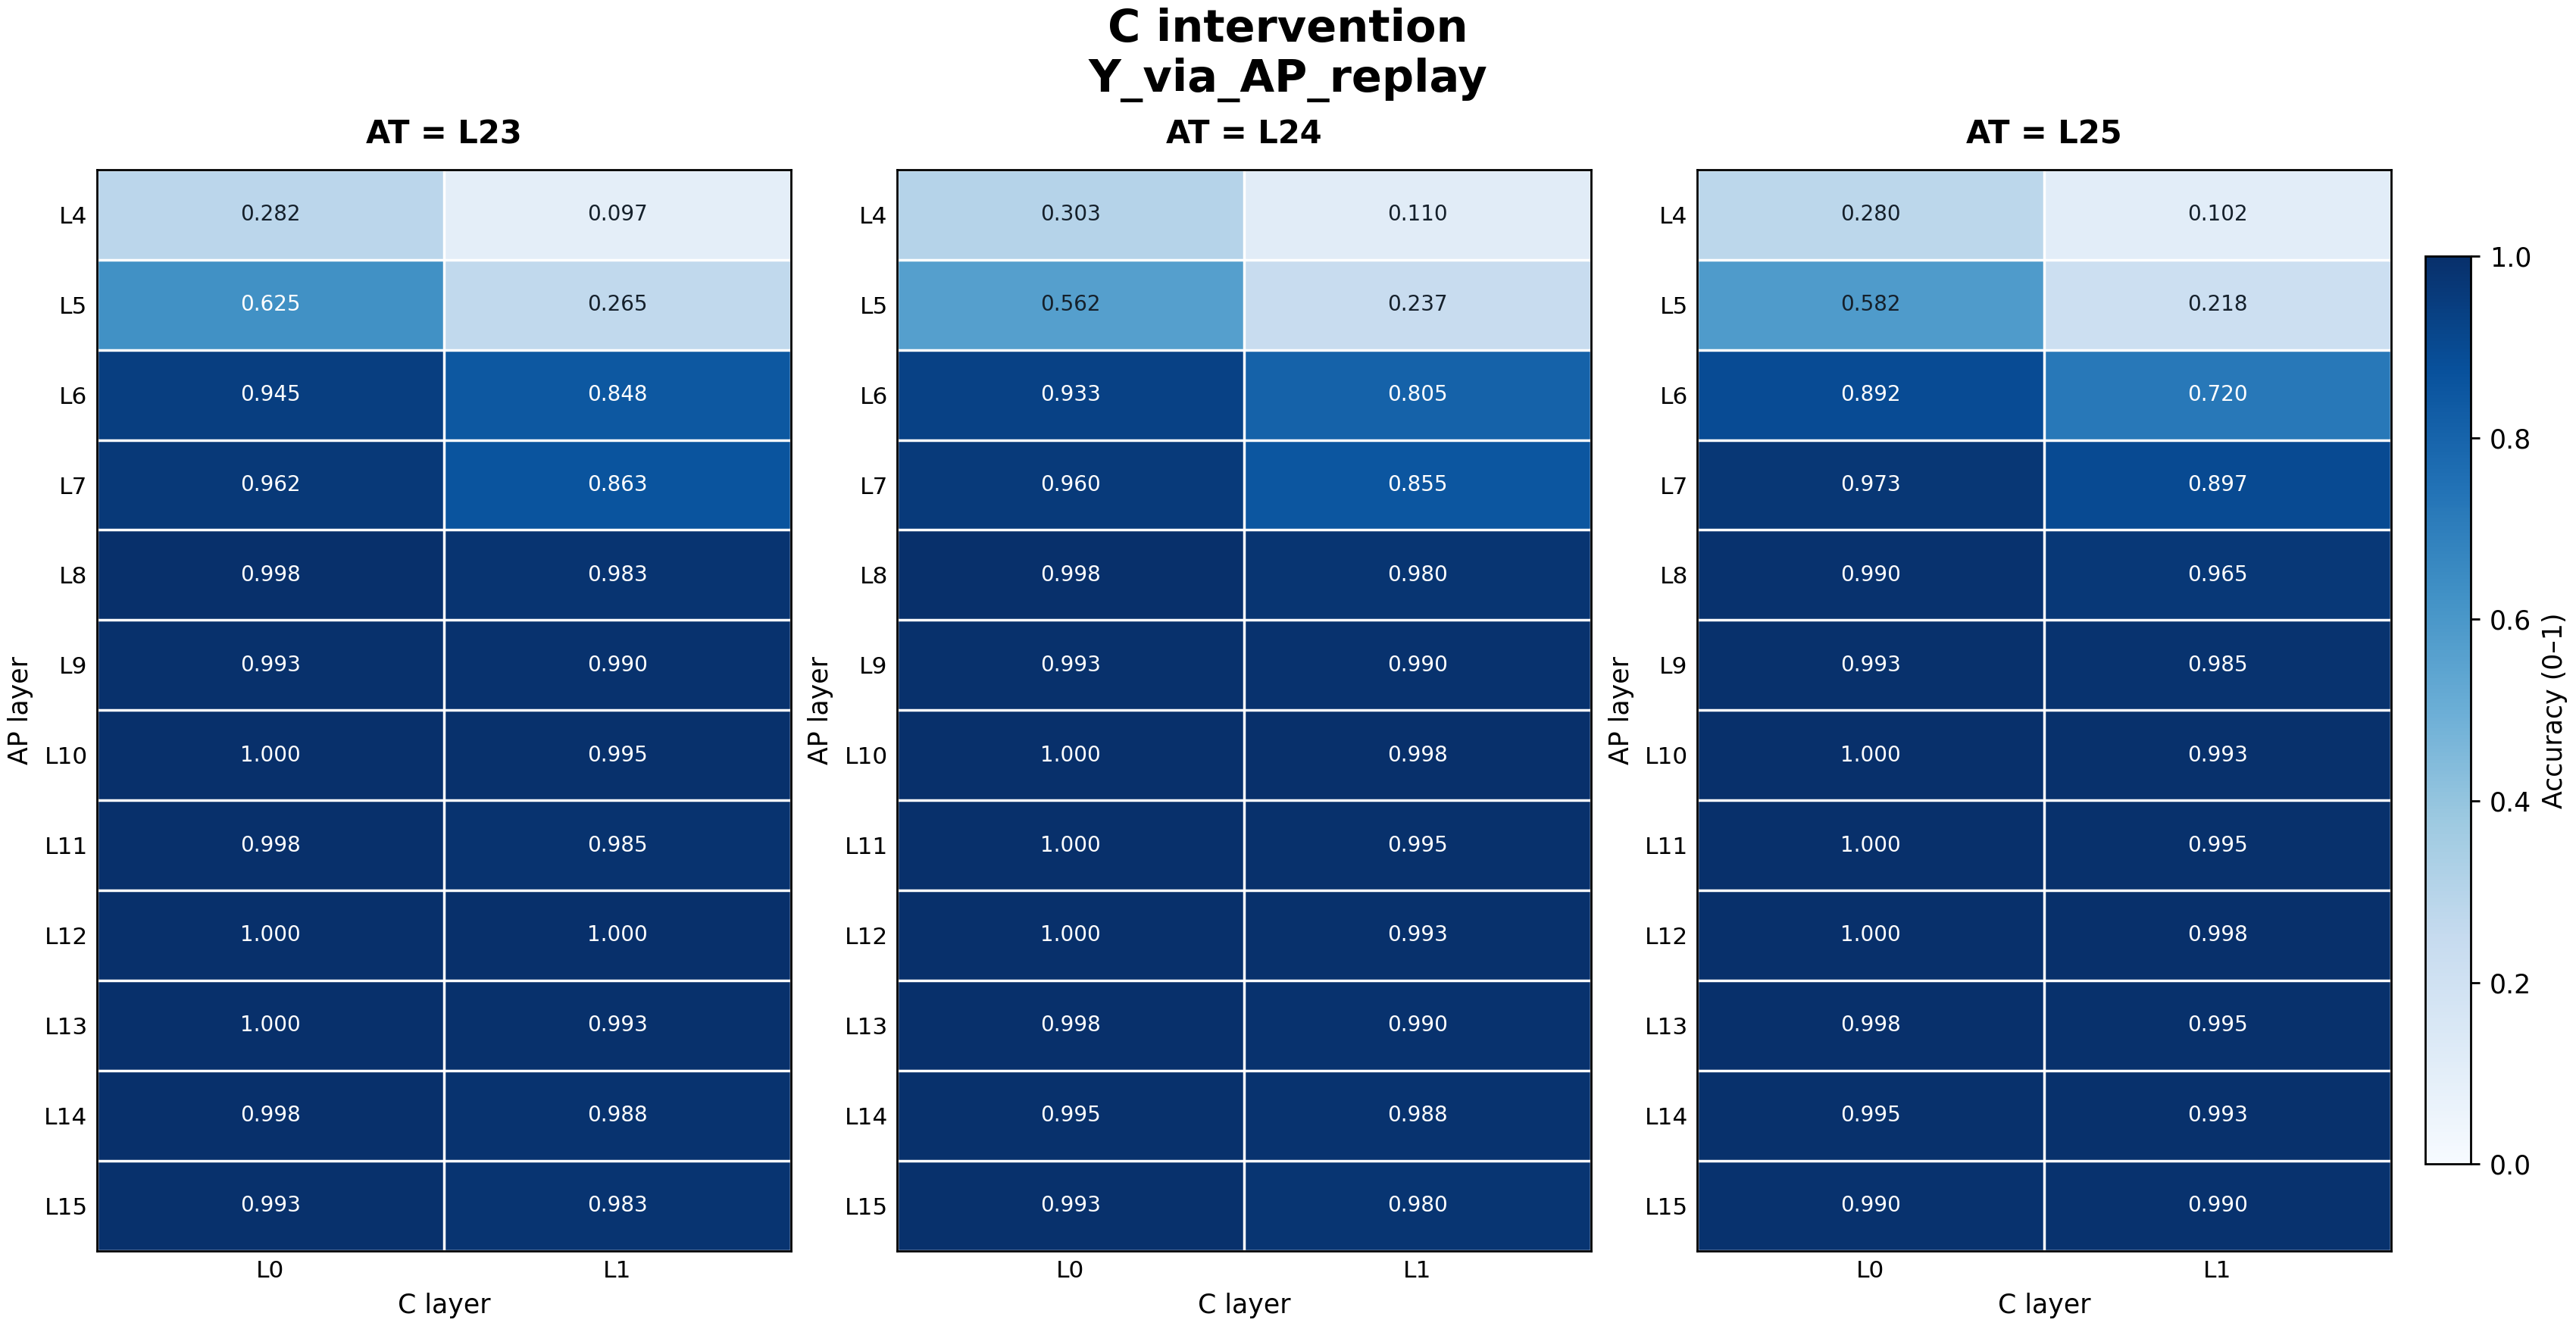 C intervention
Y_via_AP_replay
AT = L23
AP layer
L4 0.282 0.097
L5 0.625 0.265
L6 0.945 0.848
L7 0.962 0.863
L8 0.998 0.983
L9 0.993 0.990
L10 1.000 0.995
L11 0.998 0.985
L12 1.000 1.000
L13 1.000 0.993
L14 0.998 0.988
L15 0.993 0.983
L0 L1
C layer
AT = L24
AP layer
L4 0.303 0.110
L5 0.562 0.237
L6 0.933 0.805
L7 0.960 0.855
L8 0.998 0.980
L9 0.993 0.990
L10 1.000 0.998
L11 1.000 0.995
L12 1.000 0.993
L13 0.998 0.990
L14 0.995 0.988
L15 0.993 0.980
L0 L1
C layer
AT = L25
AP layer
L4 0.280 0.102
L5 0.582 0.218
L6 0.892 0.720
L7 0.973 0.897
L8 0.990 0.965
L9 0.993 0.985
L10 1.000 0.993
L11 1.000 0.995
L12 1.000 0.998
L13 0.998 0.995
L14 0.995 0.993
L15 0.990 0.990
L0 L1
C layer
1.0
0.8
0.6
0.4
0.2
0.0
Accuracy (0–1)